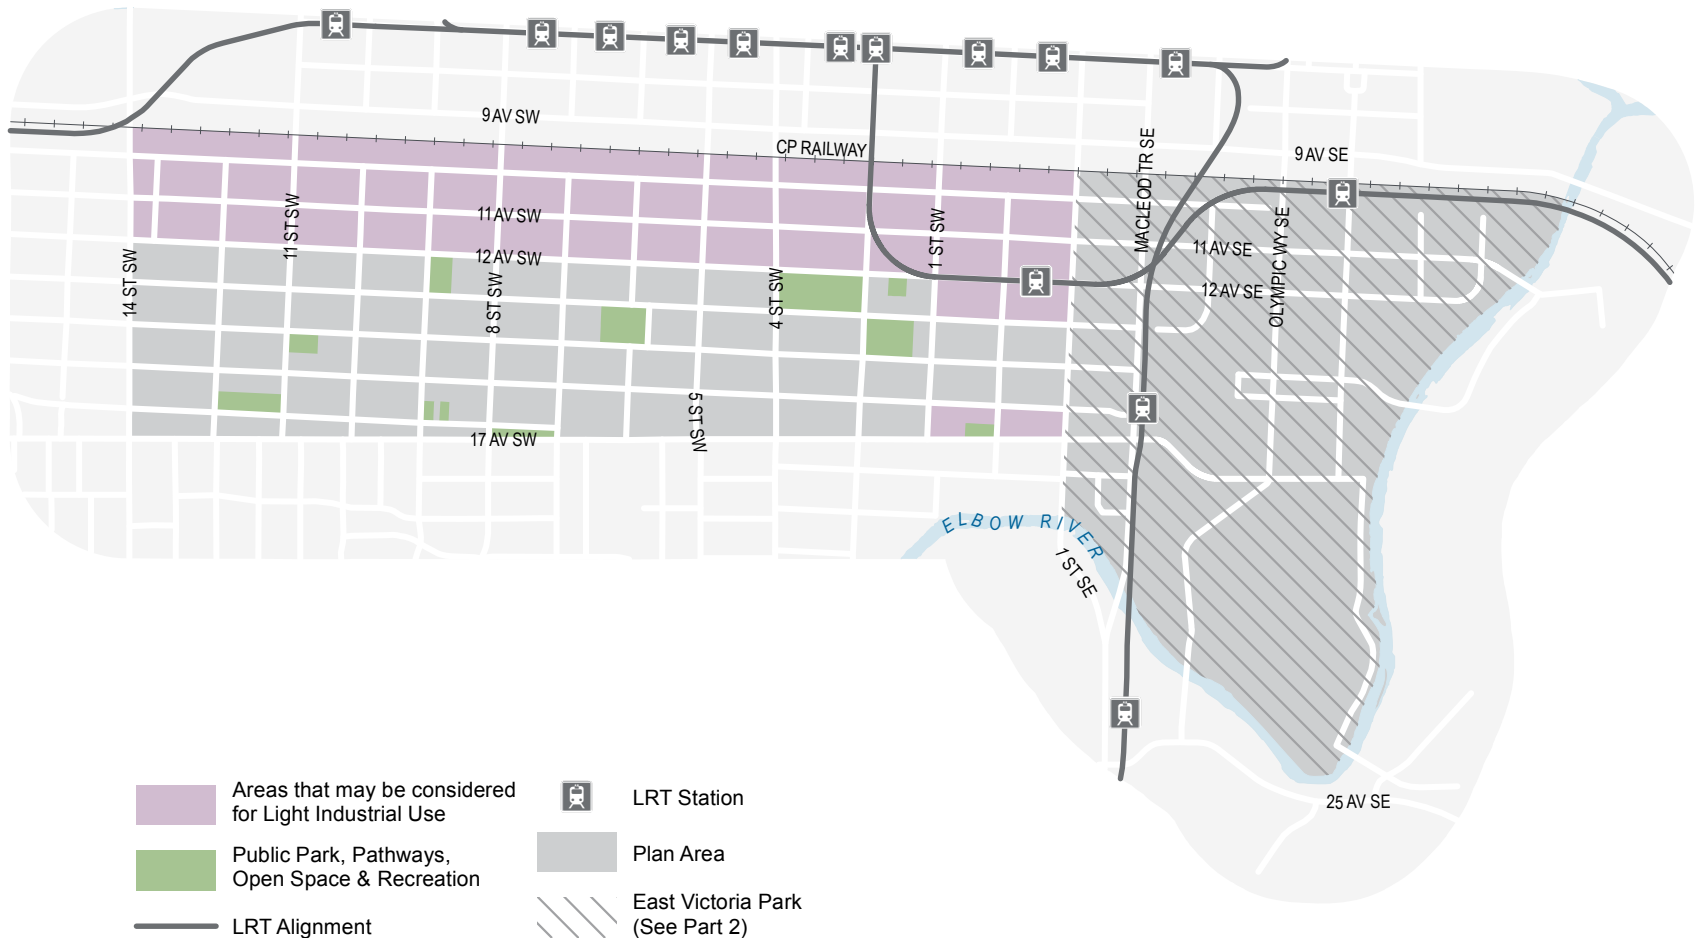 9 AV SW
CP RAILWAY
MACLEOD TR SE
9 AV SE
11 ST SW
11 AV SW
1 ST SW
OLYMPIC WY SE
11 AV SE
14 ST SW
12 AV SW
8 ST SW
4 ST SW
12 AV SE
5 ST SW
17 AV SW
ELBOW RIVER
1 ST SE
25 AV SE
Areas that may be considered
for Light Industrial Use
Public Park, Pathways,
Open Space & Recreation
LRT Alignment
LRT Station
Plan Area
East Victoria Park
(See Part 2)